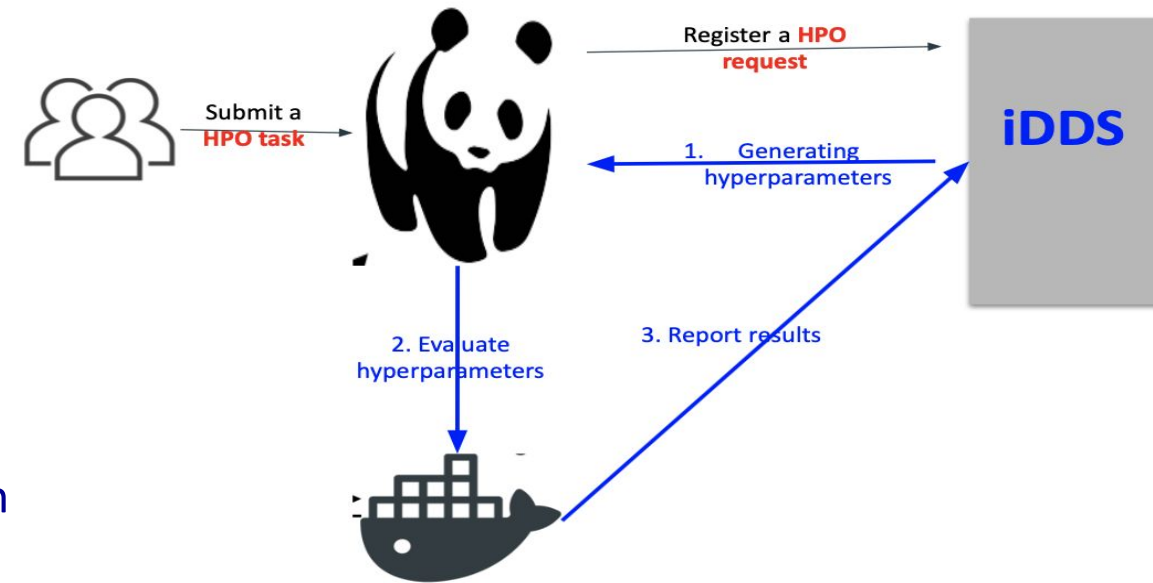 Register a HPO
request
Submit a
HPO task
iDDS
1. Generating
hyperparameters
2. Evaluate
hyperparameters
3. Report results